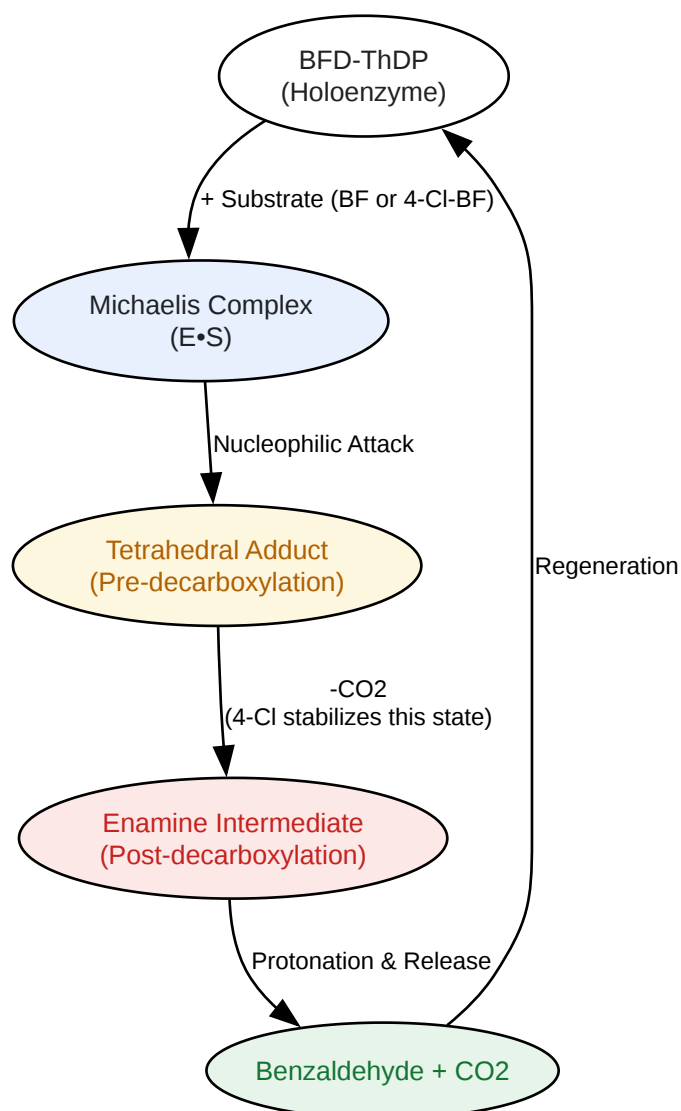 BFD-ThDP
(Holoenzyme)
+ Substrate (BF or 4-Cl-BF)
Michaelis Complex
(E•S)
Nucleophilic Attack
Tetrahedral Adduct
(Pre-decarboxylation)
Regeneration
-CO2
(4-Cl stabilizes this state)
Enamine Intermediate
(Post-decarboxylation)
Protonation & Release
Benzaldehyde + CO2